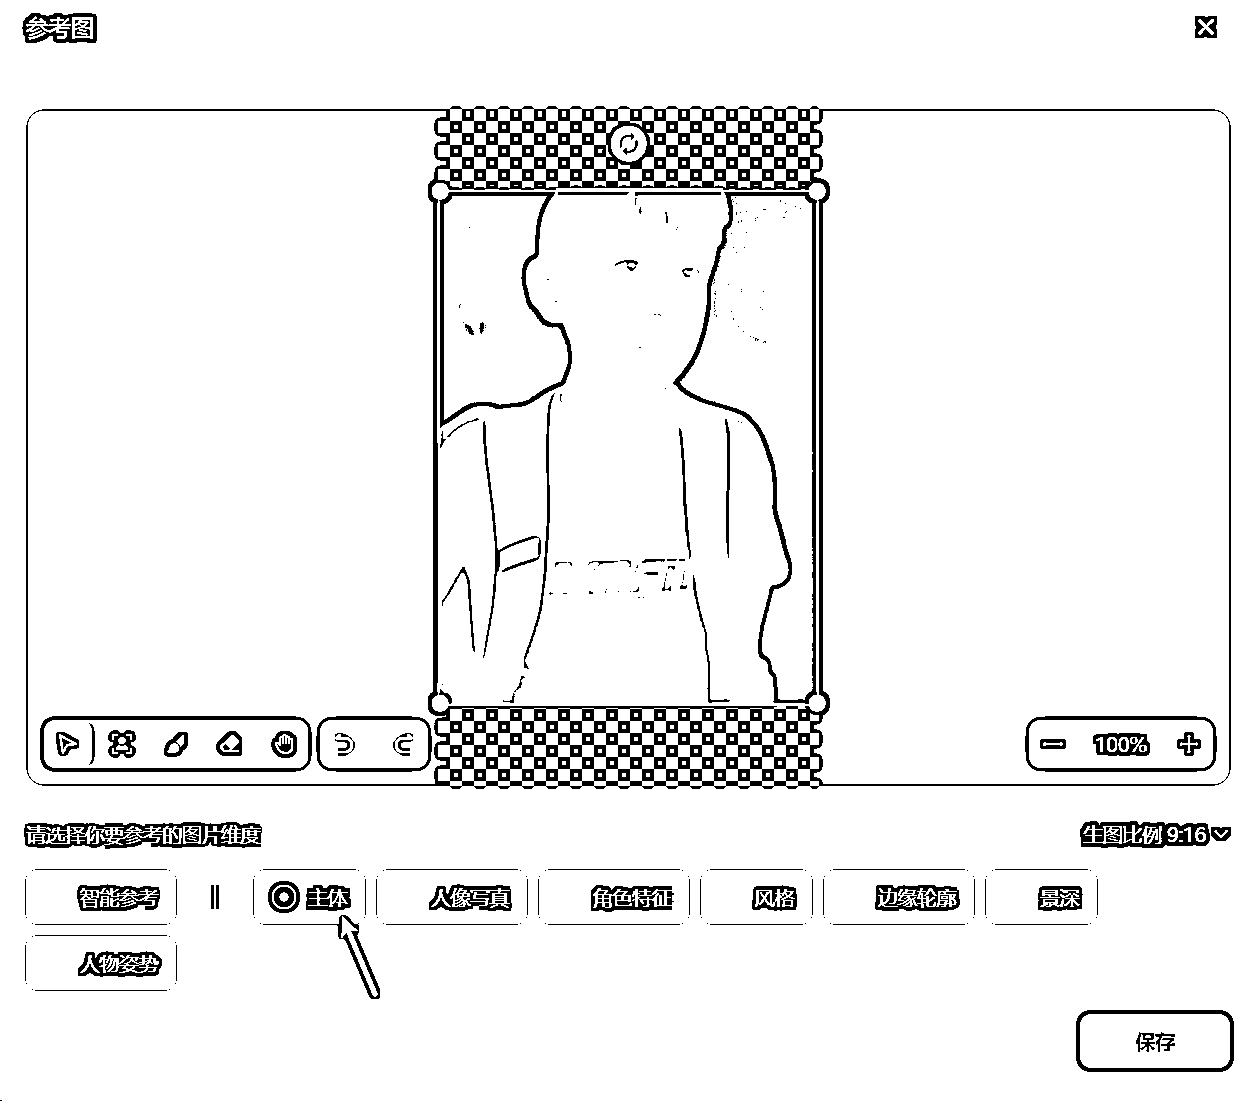 参考图
100%
请选择你要参考的图片维度
生图比例 9:16
智能参考
主体
人像写真
角色特征
风格
边缘轮廓
景深
人物姿势
保存